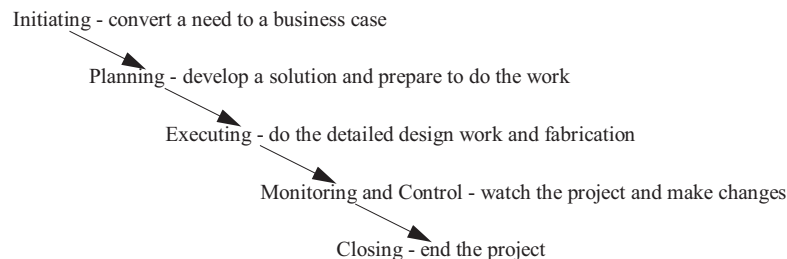 Initiating - convert a need to a business case
Planning - develop a solution and prepare to do the work
Executing - do the detailed design work and fabrication
Monitoring and Control - watch the project and make changes
Closing - end the project